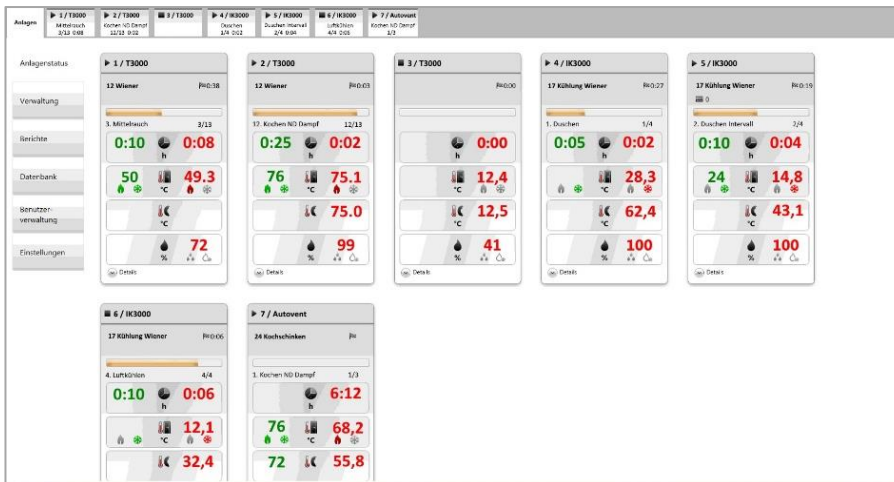 Anlagen
▶ 1 / T3000
Mittelrauch
3/13 0:08
▶ 2 / T3000
Kochen ND Dampf
12/13 0:02
■ 3 / T3000
▶ 4 / IK3000
Duschen
1/4 0:02
▶ 5 / IK3000
Duschen Intervall
2/4 0:04
■ 6 / IK3000
Luftkühlen
4/4 0:06
▶ 7 / Autovent
Kochen ND Dampf
1/3
Anlagenstatus
Verwaltung
Berichte
Datenbank
Benutzer-
verwaltung
Einstellungen
▶ 1 / T3000
12 Wiener 0:38
3. Mittelrauch 3/13
0:10 h 0:08
50 °C 49.3
°C
% 72
Details
▶ 2 / T3000
12 Wiener 0:03
12. Kochen ND Dampf 12/13
0:25 h 0:02
76 °C 75.1
°C 75.0
% 99
Details
■ 3 / T3000
0:00
h 0:00
°C 12,4
°C 12,5
% 41
Details
▶ 4 / IK3000
17 Kühlung Wiener 0:27
1. Duschen 1/4
0:05 h 0:02
°C 28,3
°C 62,4
% 100
Details
▶ 5 / IK3000
17 Kühlung Wiener 0:19
0
2. Duschen Intervall 2/4
0:10 h 0:04
24 °C 14,8
°C 43,1
% 100
Details
■ 6 / IK3000
17 Kühlung Wiener 0:06
4. Luftkühlen 4/4
0:10 h 0:06
°C 12,1
32,4
▶ 7 / Autovent
24 Kochschinken
1. Kochen ND Dampf 1/3
h 6:12
76 °C 68,2
72 55,8